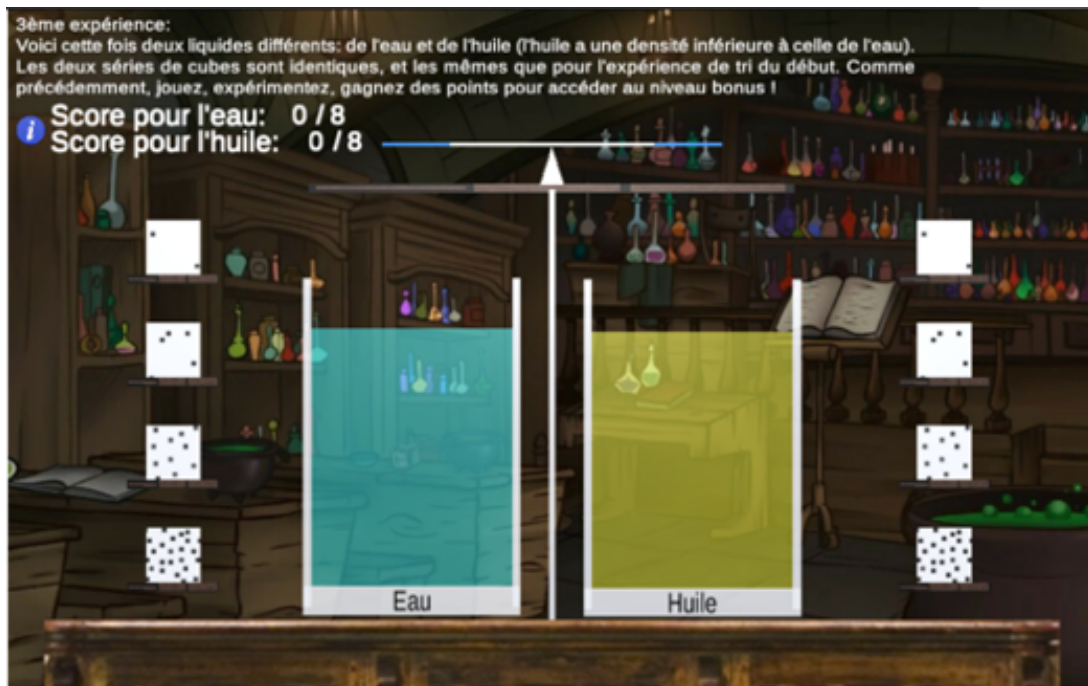 3ème expérience:
Voici cette fois deux liquides différents: de l'eau et de l'huile (l'huile a une densité inférieure à celle de l'eau).
Les deux séries de cubes sont identiques, et les mêmes que pour l'expérience de tri du début. Comme
précédemment, jouez, expérimentez, gagnez des points pour accéder au niveau bonus !
Score pour l'eau: 0 / 8
i Score pour l'huile: 0 / 8
Eau
Huile